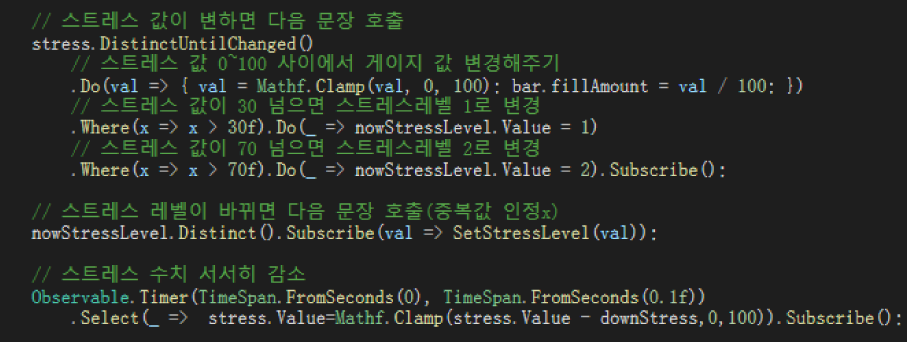 // 스트레스 값이 변하면 다음 문장 호출
stress.DistinctUntilChanged()
// 스트레스 값 0~100 사이에서 게이지 값 변경해주기
.Do(val => { val = Mathf.Clamp(val, 0, 100); bar.fillAmount = val / 100; })
// 스트레스 값이 30 넘으면 스트레스레벨 1로 변경
.Where(x => x > 30f).Do(_ => nowStressLevel.Value = 1)
// 스트레스 값이 70 넘으면 스트레스레벨 2로 변경
.Where(x => x > 70f).Do(_ => nowStressLevel.Value = 2).Subscribe();
// 스트레스 레벨이 바뀌면 다음 문장 호출(중복값 인정x)
nowStressLevel.Distinct().Subscribe(val => SetStressLevel(val));
// 스트레스 수치 서서히 감소
Observable.Timer(TimeSpan.FromSeconds(0), TimeSpan.FromSeconds(0.1f))
.Select(_ =>  stress.Value=Mathf.Clamp(stress.Value - downStress,0,100)).Subscribe();